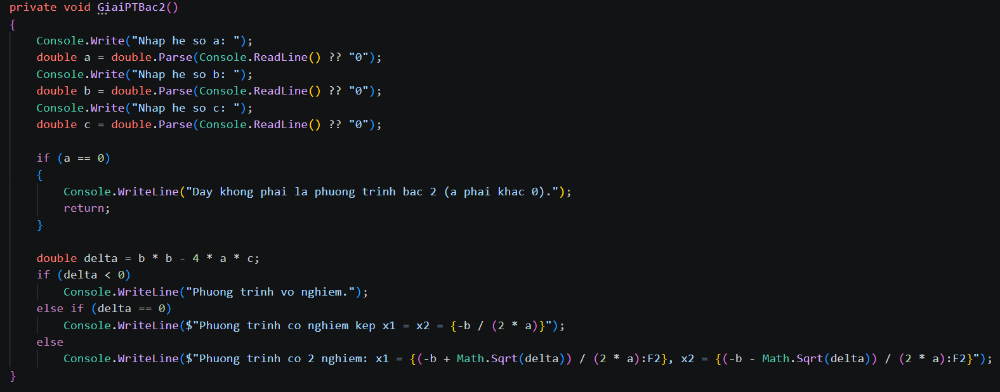 private void GiaiPTBac2()
{
    Console.Write("Nhap he so a: ");
    double a = double.Parse(Console.ReadLine() ?? "0");
    Console.Write("Nhap he so b: ");
    double b = double.Parse(Console.ReadLine() ?? "0");
    Console.Write("Nhap he so c: ");
    double c = double.Parse(Console.ReadLine() ?? "0");

    if (a == 0)
    {
        Console.WriteLine("Day khong phai la phuong trinh bac 2 (a phai khac 0).");
        return;
    }

    double delta = b * b - 4 * a * c;
    if (delta < 0)
        Console.WriteLine("Phuong trinh vo nghiem.");
    else if (delta == 0)
        Console.WriteLine($"Phuong trinh co nghiem kep x1 = x2 = {-b / (2 * a)}");
    else
        Console.WriteLine($"Phuong trinh co 2 nghiem: x1 = {(-b + Math.Sqrt(delta)) / (2 * a):F2}, x2 = {(-b - Math.Sqrt(delta)) / (2 * a):F2}");
}